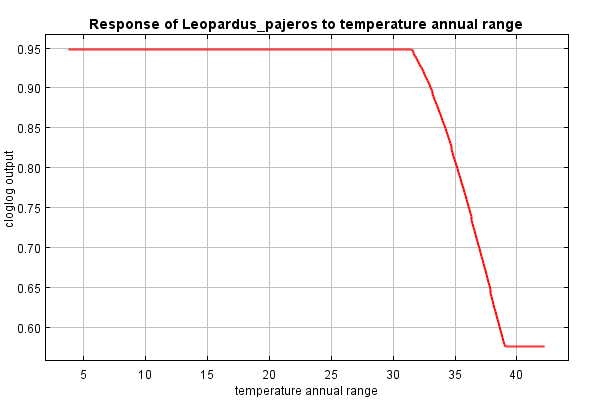 Response of Leopardus_pajeros to temperature annual range
0.95
0.90
0.85
0.80
0.75
0.70
0.65
0.60
cloglog output
5 10 15 20 25 30 35 40
temperature annual range